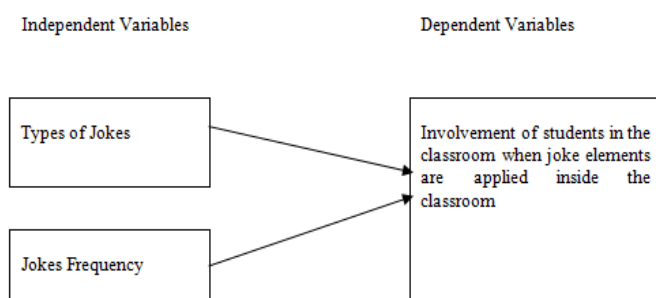 Independent Variables
Dependent Variables
Types of Jokes
Involvement of students in the
classroom when joke elements
are applied inside the
classroom
Jokes Frequency